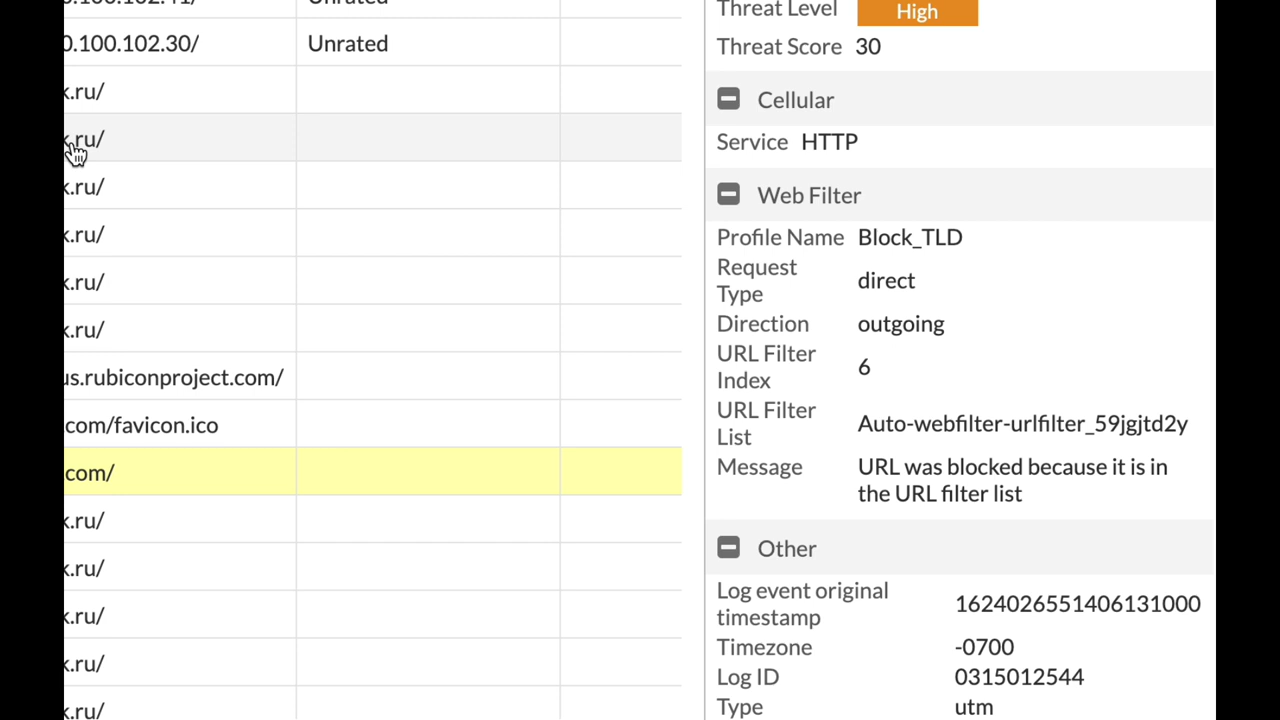 Unrated
0.100.102.30/ Unrated
k.ru/
k.ru/
k.ru/
k.ru/
k.ru/
k.ru/
us.rubiconproject.com/
com/favicon.ico
.com/
k.ru/
k.ru/
k.ru/
k.ru/
k.ru/
Threat Level High
Threat Score 30
Cellular
Service HTTP
Web Filter
Profile Name Block_TLD
Request
Type
direct
Direction outgoing
URL Filter
Index
6
URL Filter
List
Auto-webfilter-urlfilter_59jgjtd2y
Message URL was blocked because it is in
the URL filter list
Other
Log event original
timestamp
1624026551406131000
Timezone -0700
Log ID 0315012544
Type utm